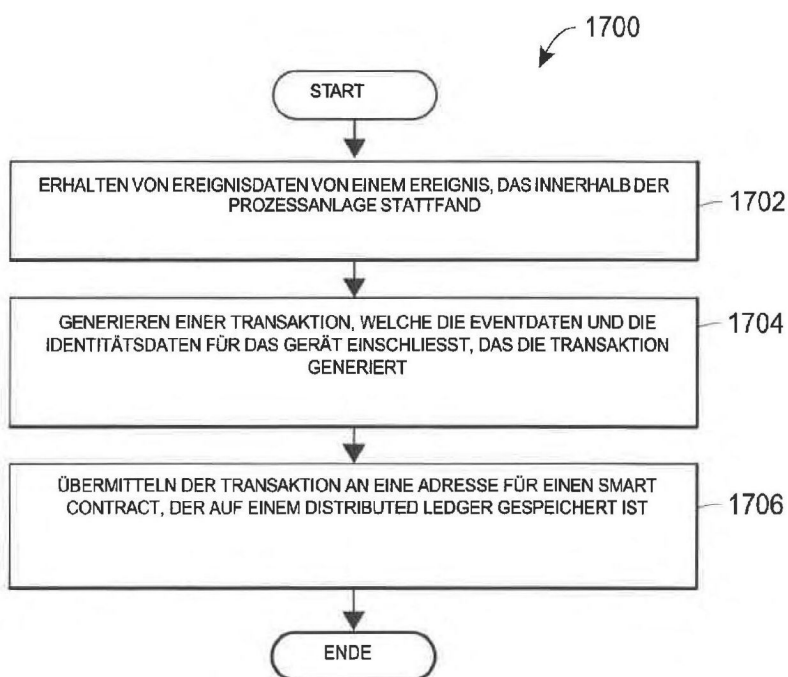 1700
START
ERHALTEN VON EREIGNISDATEN VON EINEM EREIGNIS, DAS INNERHALB DER
PROZESSANLAGE STATTFAND
1702
GENERIEREN EINER TRANSAKTION, WELCHE DIE EVENTDATEN UND DIE
IDENTITÄTSDATEN FÜR DAS GERÄT EINSCHLIESST, DAS DIE TRANSAKTION
GENERIERT
1704
ÜBERMITTELN DER TRANSAKTION AN EINE ADRESSE FÜR EINEN SMART
CONTRACT, DER AUF EINEM DISTRIBUTED LEDGER GESPEICHERT IST
1706
ENDE